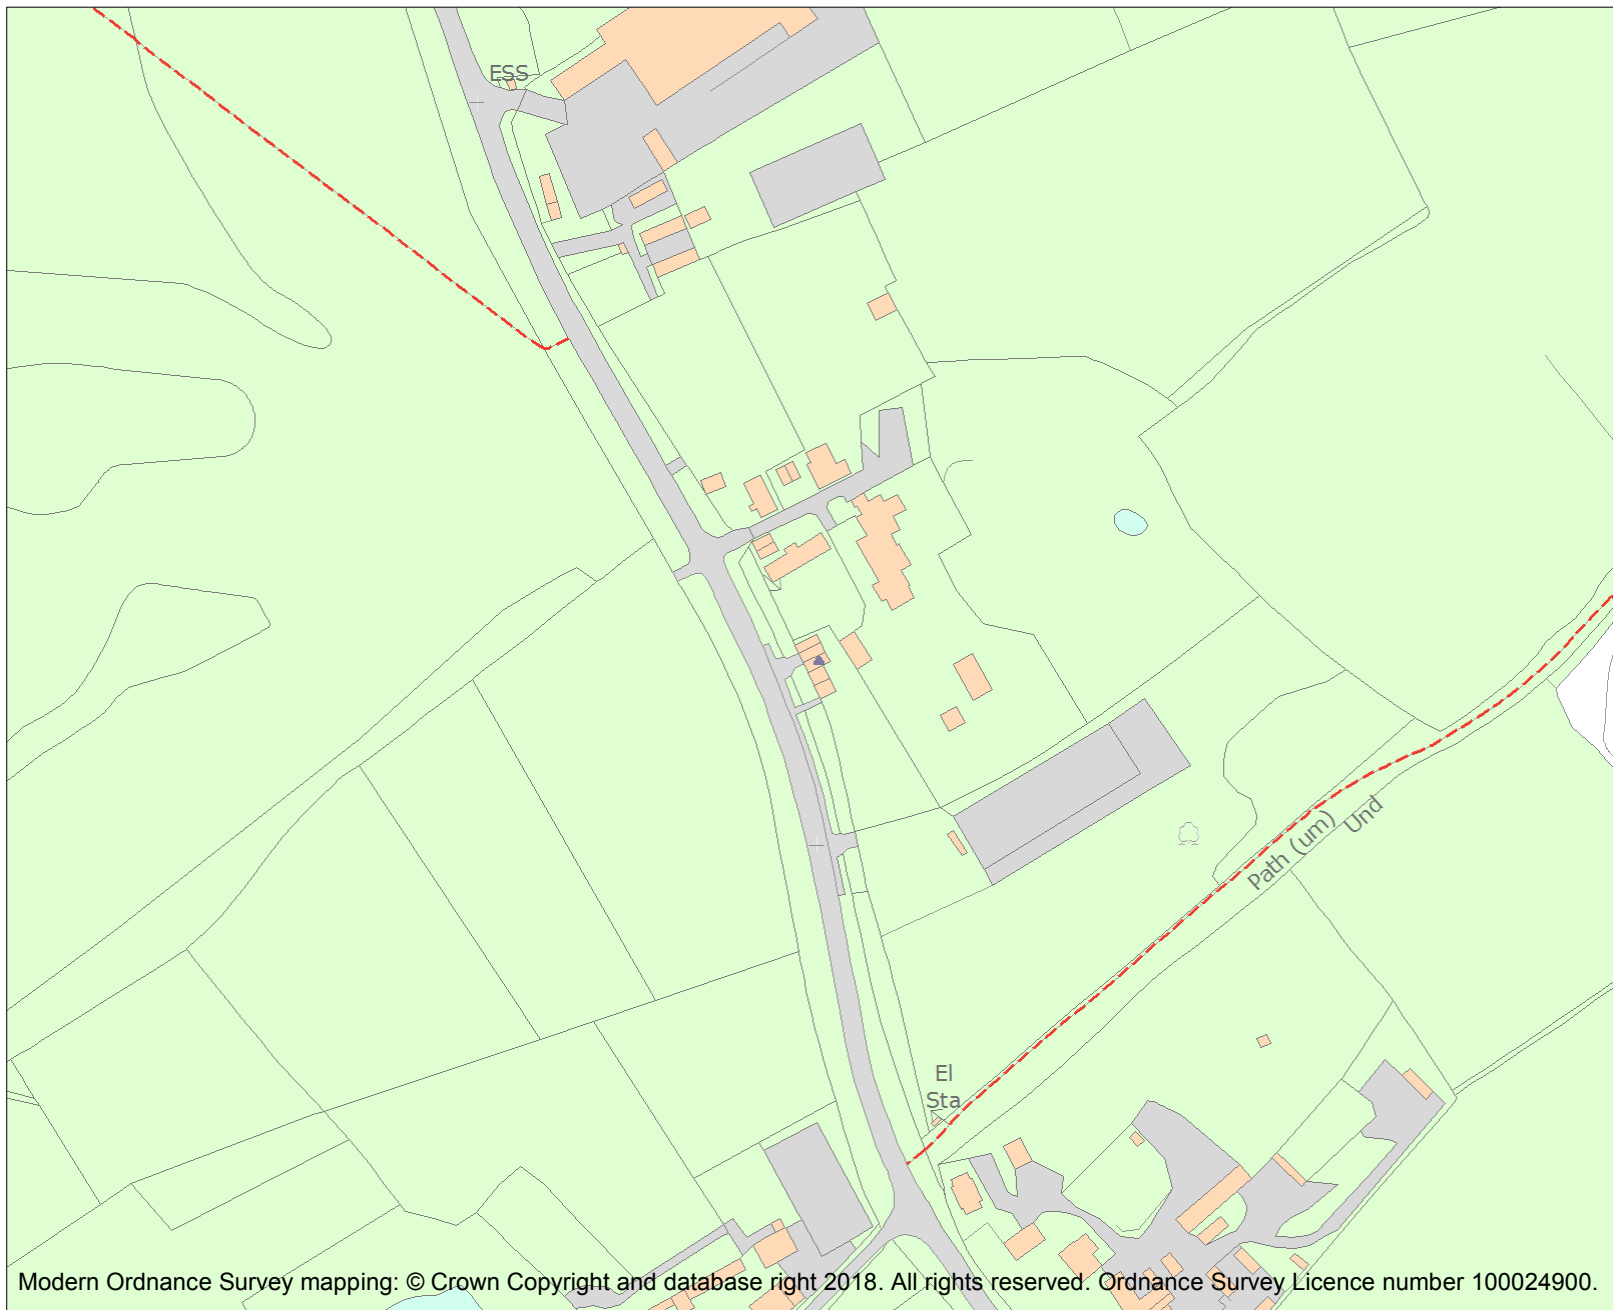 ESS
Path (um)
Und
El
Sta
Modern Ordnance Survey mapping: © Crown Copyright and database right 2018. All rights reserved. Ordnance Survey Licence number 100024900.